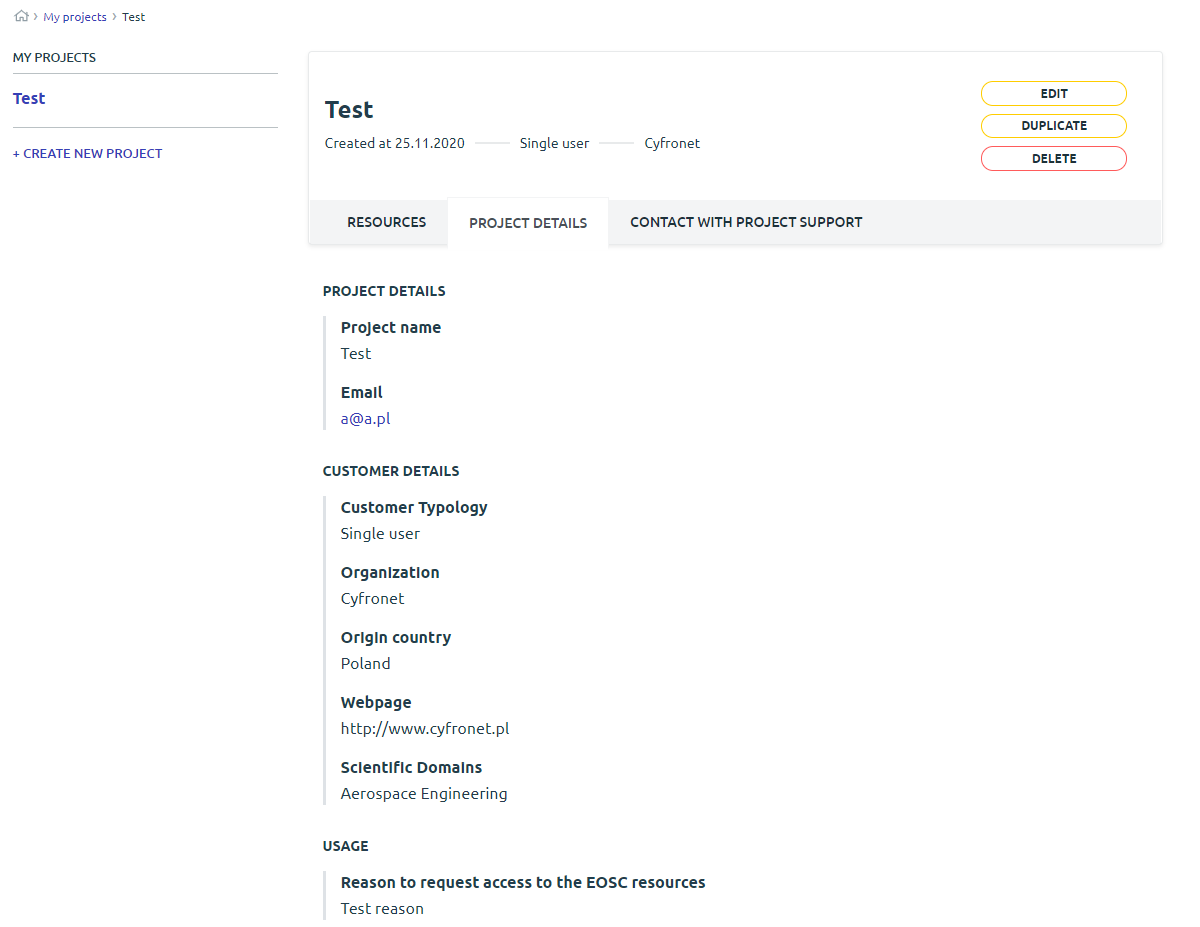 My projects Test
MY PROJECTS
Test
+ CREATE NEW PROJECT
Test
Created at 25.11.2020 Single user Cyfronet
EDIT
DUPLICATE
DELETE
RESOURCES PROJECT DETAILS CONTACT WITH PROJECT SUPPORT
PROJECT DETAILS
Project name
Test
Email
a@a.pl
CUSTOMER DETAILS
Customer Typology
Single user
Organization
Cyfronet
Origin country
Poland
Webpage
http://www.cyfronet.pl
Scientific Domains
Aerospace Engineering
USAGE
Reason to request access to the EOSC resources
Test reason